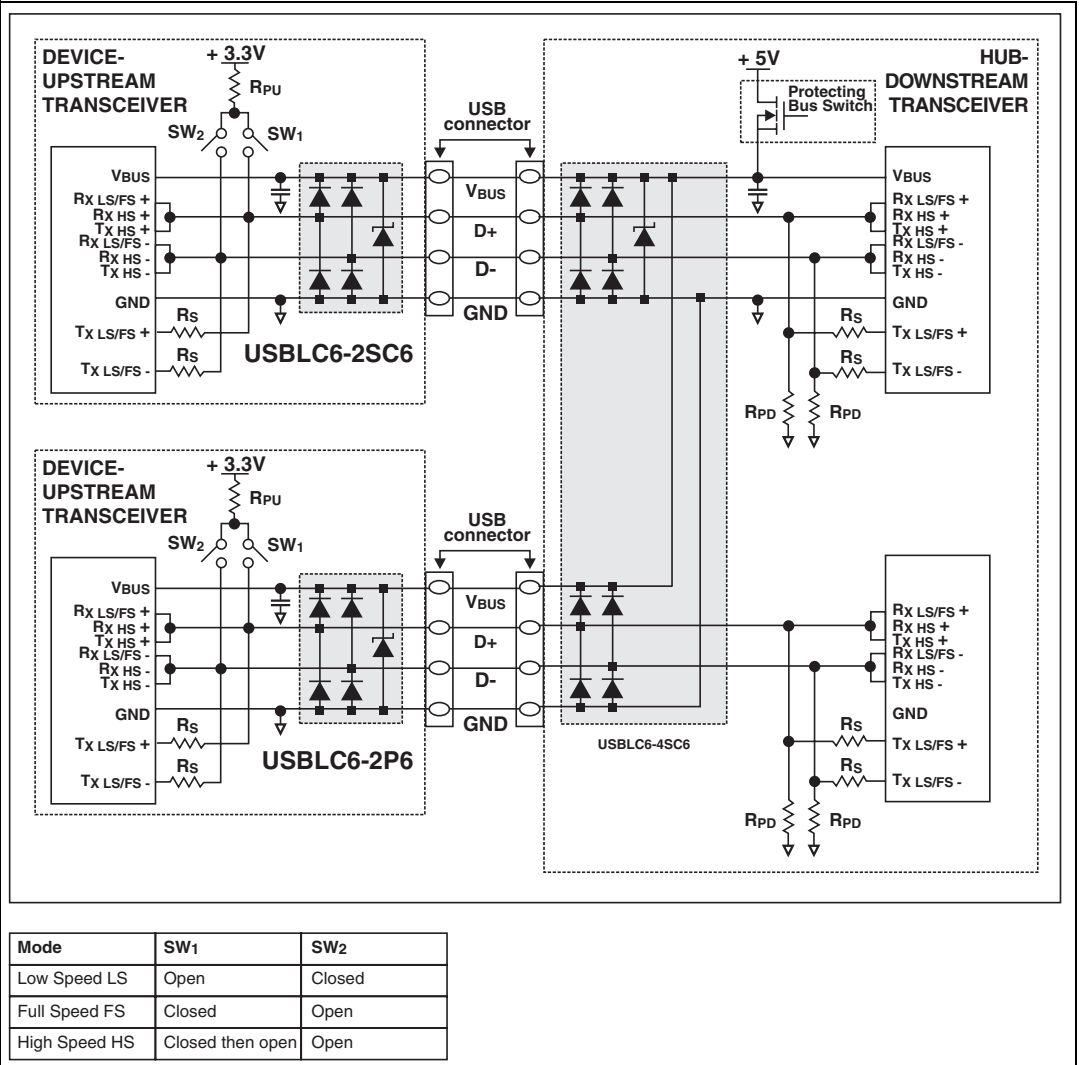 DEVICE-
UPSTREAM
TRANSCEIVER
+ 3.3V
RPU
SW2
SW1
VBUS
RX LS/FS +
RX HS +
TX HS +
RX LS/FS -
RX HS -
TX HS -
GND
TX LS/FS +
TX LS/FS -
RS
RS
USBLC6-2SC6
USB
connector
VBUS
D+
D-
GND
HUB-
DOWNSTREAM
TRANSCEIVER
+ 5V
Protecting
Bus Switch
VBUS
RX LS/FS +
RX HS +
TX HS +
RX LS/FS -
RX HS -
TX HS -
GND
TX LS/FS +
TX LS/FS -
RS
RS
RPD
RPD
DEVICE-
UPSTREAM
TRANSCEIVER
+ 3.3V
RPU
SW2
SW1
VBUS
RX LS/FS +
RX HS +
TX HS +
RX LS/FS -
RX HS -
TX HS -
GND
TX LS/FS +
TX LS/FS -
RS
RS
USBLC6-2P6
USB
connector
VBUS
D+
D-
GND
USBLC6-4SC6
RX LS/FS +
RX HS +
TX HS +
RX LS/FS -
RX HS -
TX HS -
GND
TX LS/FS +
TX LS/FS -
RS
RS
RPD
RPD
Mode SW1 SW2
Low Speed LS Open Closed
Full Speed FS Closed Open
High Speed HS Closed then open Open